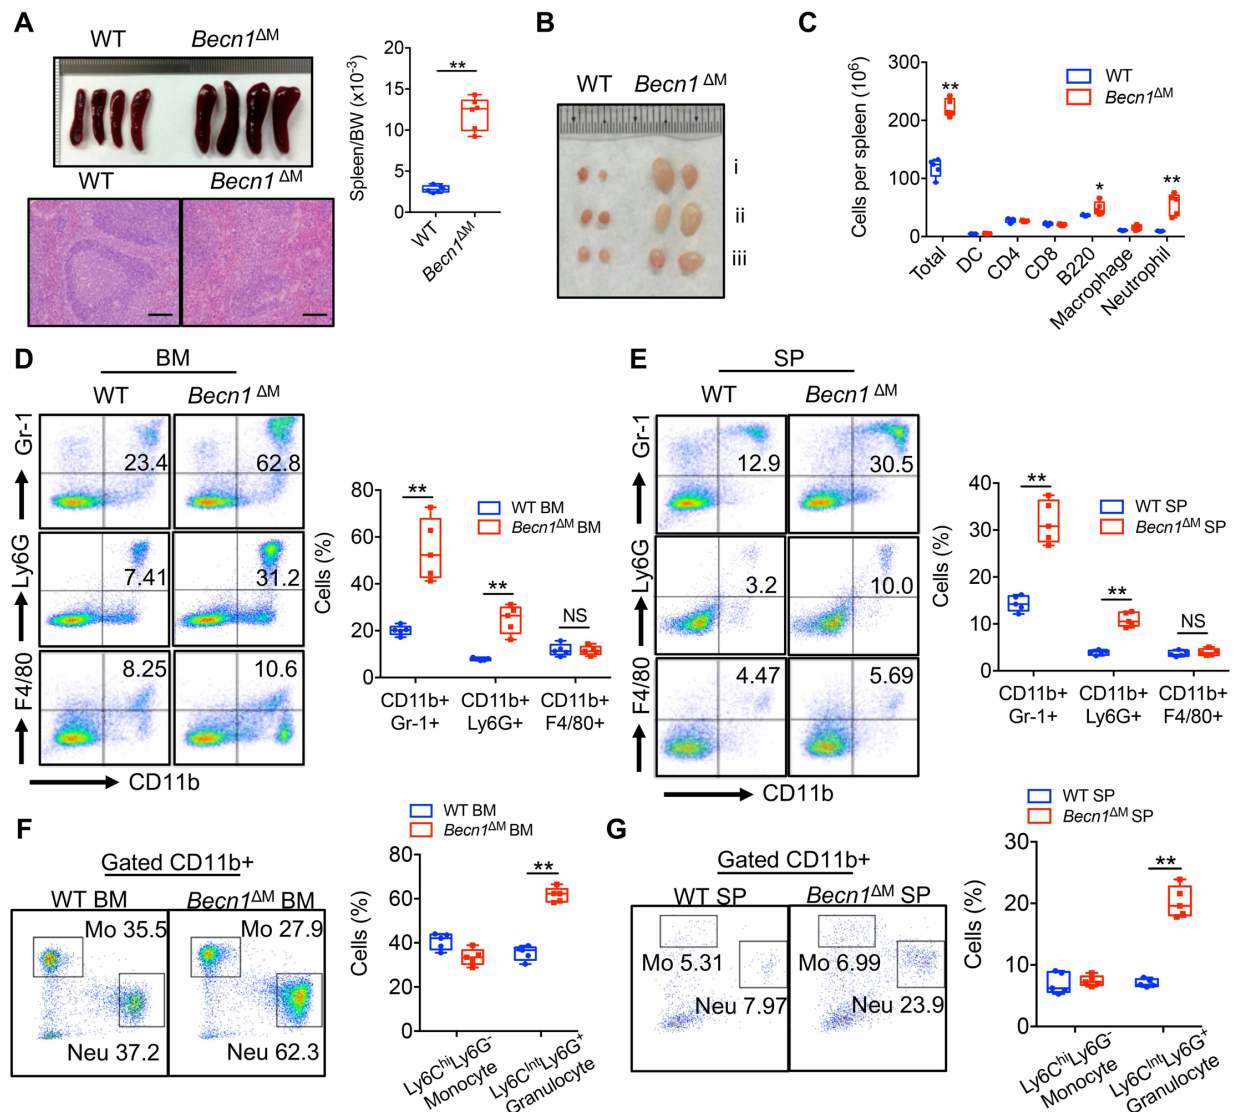 A
WT
Becn1ΔM
WT
Becn1 ΔM
Spleen/BW (x10-3)
20
15
10
5
0
**
WT
Becn1ΔM
B
WT
Becn1 ΔM
i
ii
iii
C
Cells per spleen (10⁶)
300
200
100
0
WT
Becn1ΔM
**
*
**
Total
DC
CD4
CD8
B220
Macrophage
Neutrophil
D
BM
WT
Becn1 ΔM
Gr-1
23.4
62.8
Ly6G
7.41
31.2
F4/80
8.25
10.6
CD11b
Cells (%)
80
60
40
20
0
WT BM
Becn1ΔM BM
**
**
NS
CD11b+ CD11b+ CD11b+
Gr-1+ Ly6G+ F4/80+
E
SP
WT
Becn1 ΔM
Gr-1
12.9
30.5
Ly6G
3.2
10.0
F4/80
4.47
5.69
CD11b
Cells (%)
40
30
20
10
0
WT SP
Becn1ΔM SP
**
**
NS
CD11b+ CD11b+ CD11b+
Gr-1+ Ly6G+ F4/80+
F
Gated CD11b+
WT BM
Becn1ΔM BM
Mo 35.5
Mo 27.9
Neu 37.2
Neu 62.3
WT BM
Becn1ΔM BM
Cells (%)
80
60
40
20
0
**
Ly6ChiLy6G-
Monocyte
Ly6CIntLy6G+
Granulocyte
G
Gated CD11b+
WT SP
Becn1ΔM SP
Mo 5.31
Mo 6.99
Neu 7.97
Neu 23.9
WT SP
Becn1ΔM SP
Cells (%)
30
20
10
0
**
Ly6ChiLy6G-
Monocyte
Ly6CIntLy6G+
Granulocyte